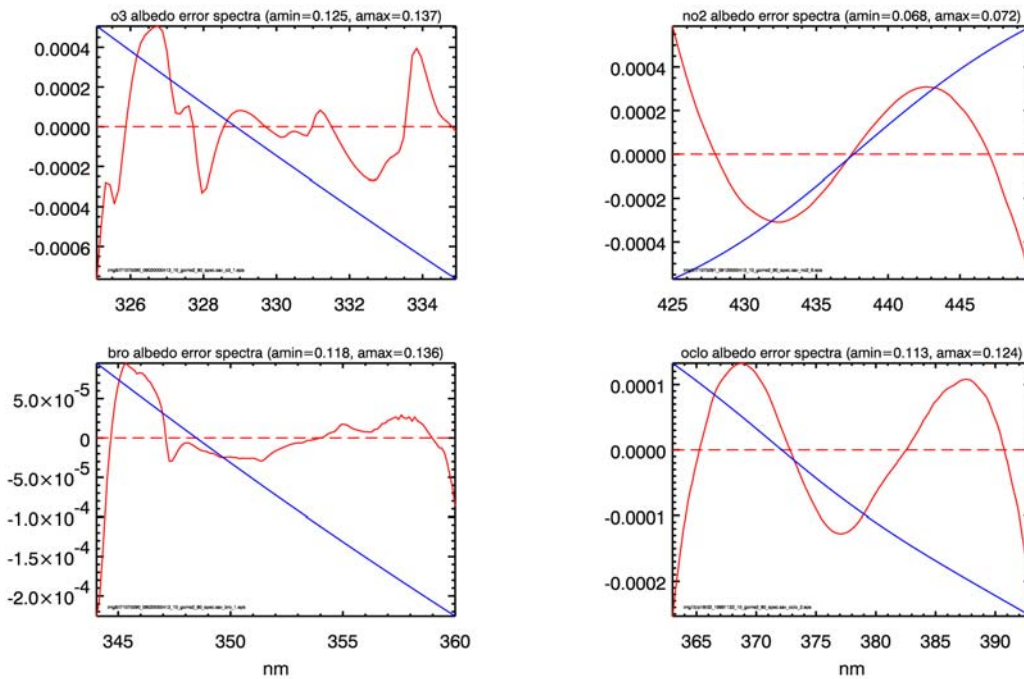 o3 albedo error spectra (amin=0.125, amax=0.137)
0.0004
0.0002
0.0000
-0.0002
-0.0004
-0.0006
326 328 330 332 334
no2 albedo error spectra (amin=0.068, amax=0.072)
0.0004
0.0002
0.0000
-0.0002
-0.0004
425 430 435 440 445
bro albedo error spectra (amin=0.118, amax=0.136)
5.0×10⁻⁵
0
-5.0×10⁻⁵
-1.0×10⁻⁴
-1.5×10⁻⁴
-2.0×10⁻⁴
345 350 355 360
nm
oclo albedo error spectra (amin=0.113, amax=0.124)
0.0001
0.0000
-0.0001
-0.0002
365 370 375 380 385 390
nm